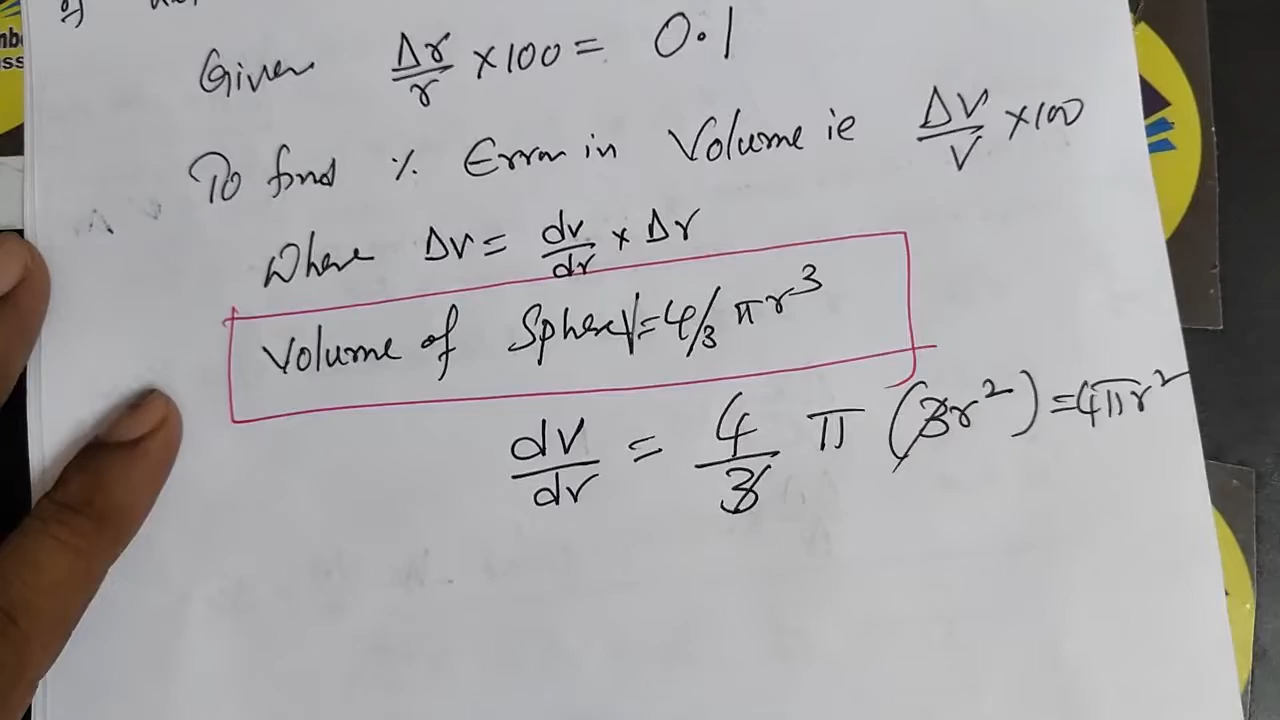 of
Given Δr/r ×100 = 0.1
To find % Error in Volume ie ΔV/V ×100
Where Δv = dv/dr × Δr
Volume of Sphere V = 4/3 πr³
dV/dr = 4/3 π (3r²) = 4πr²